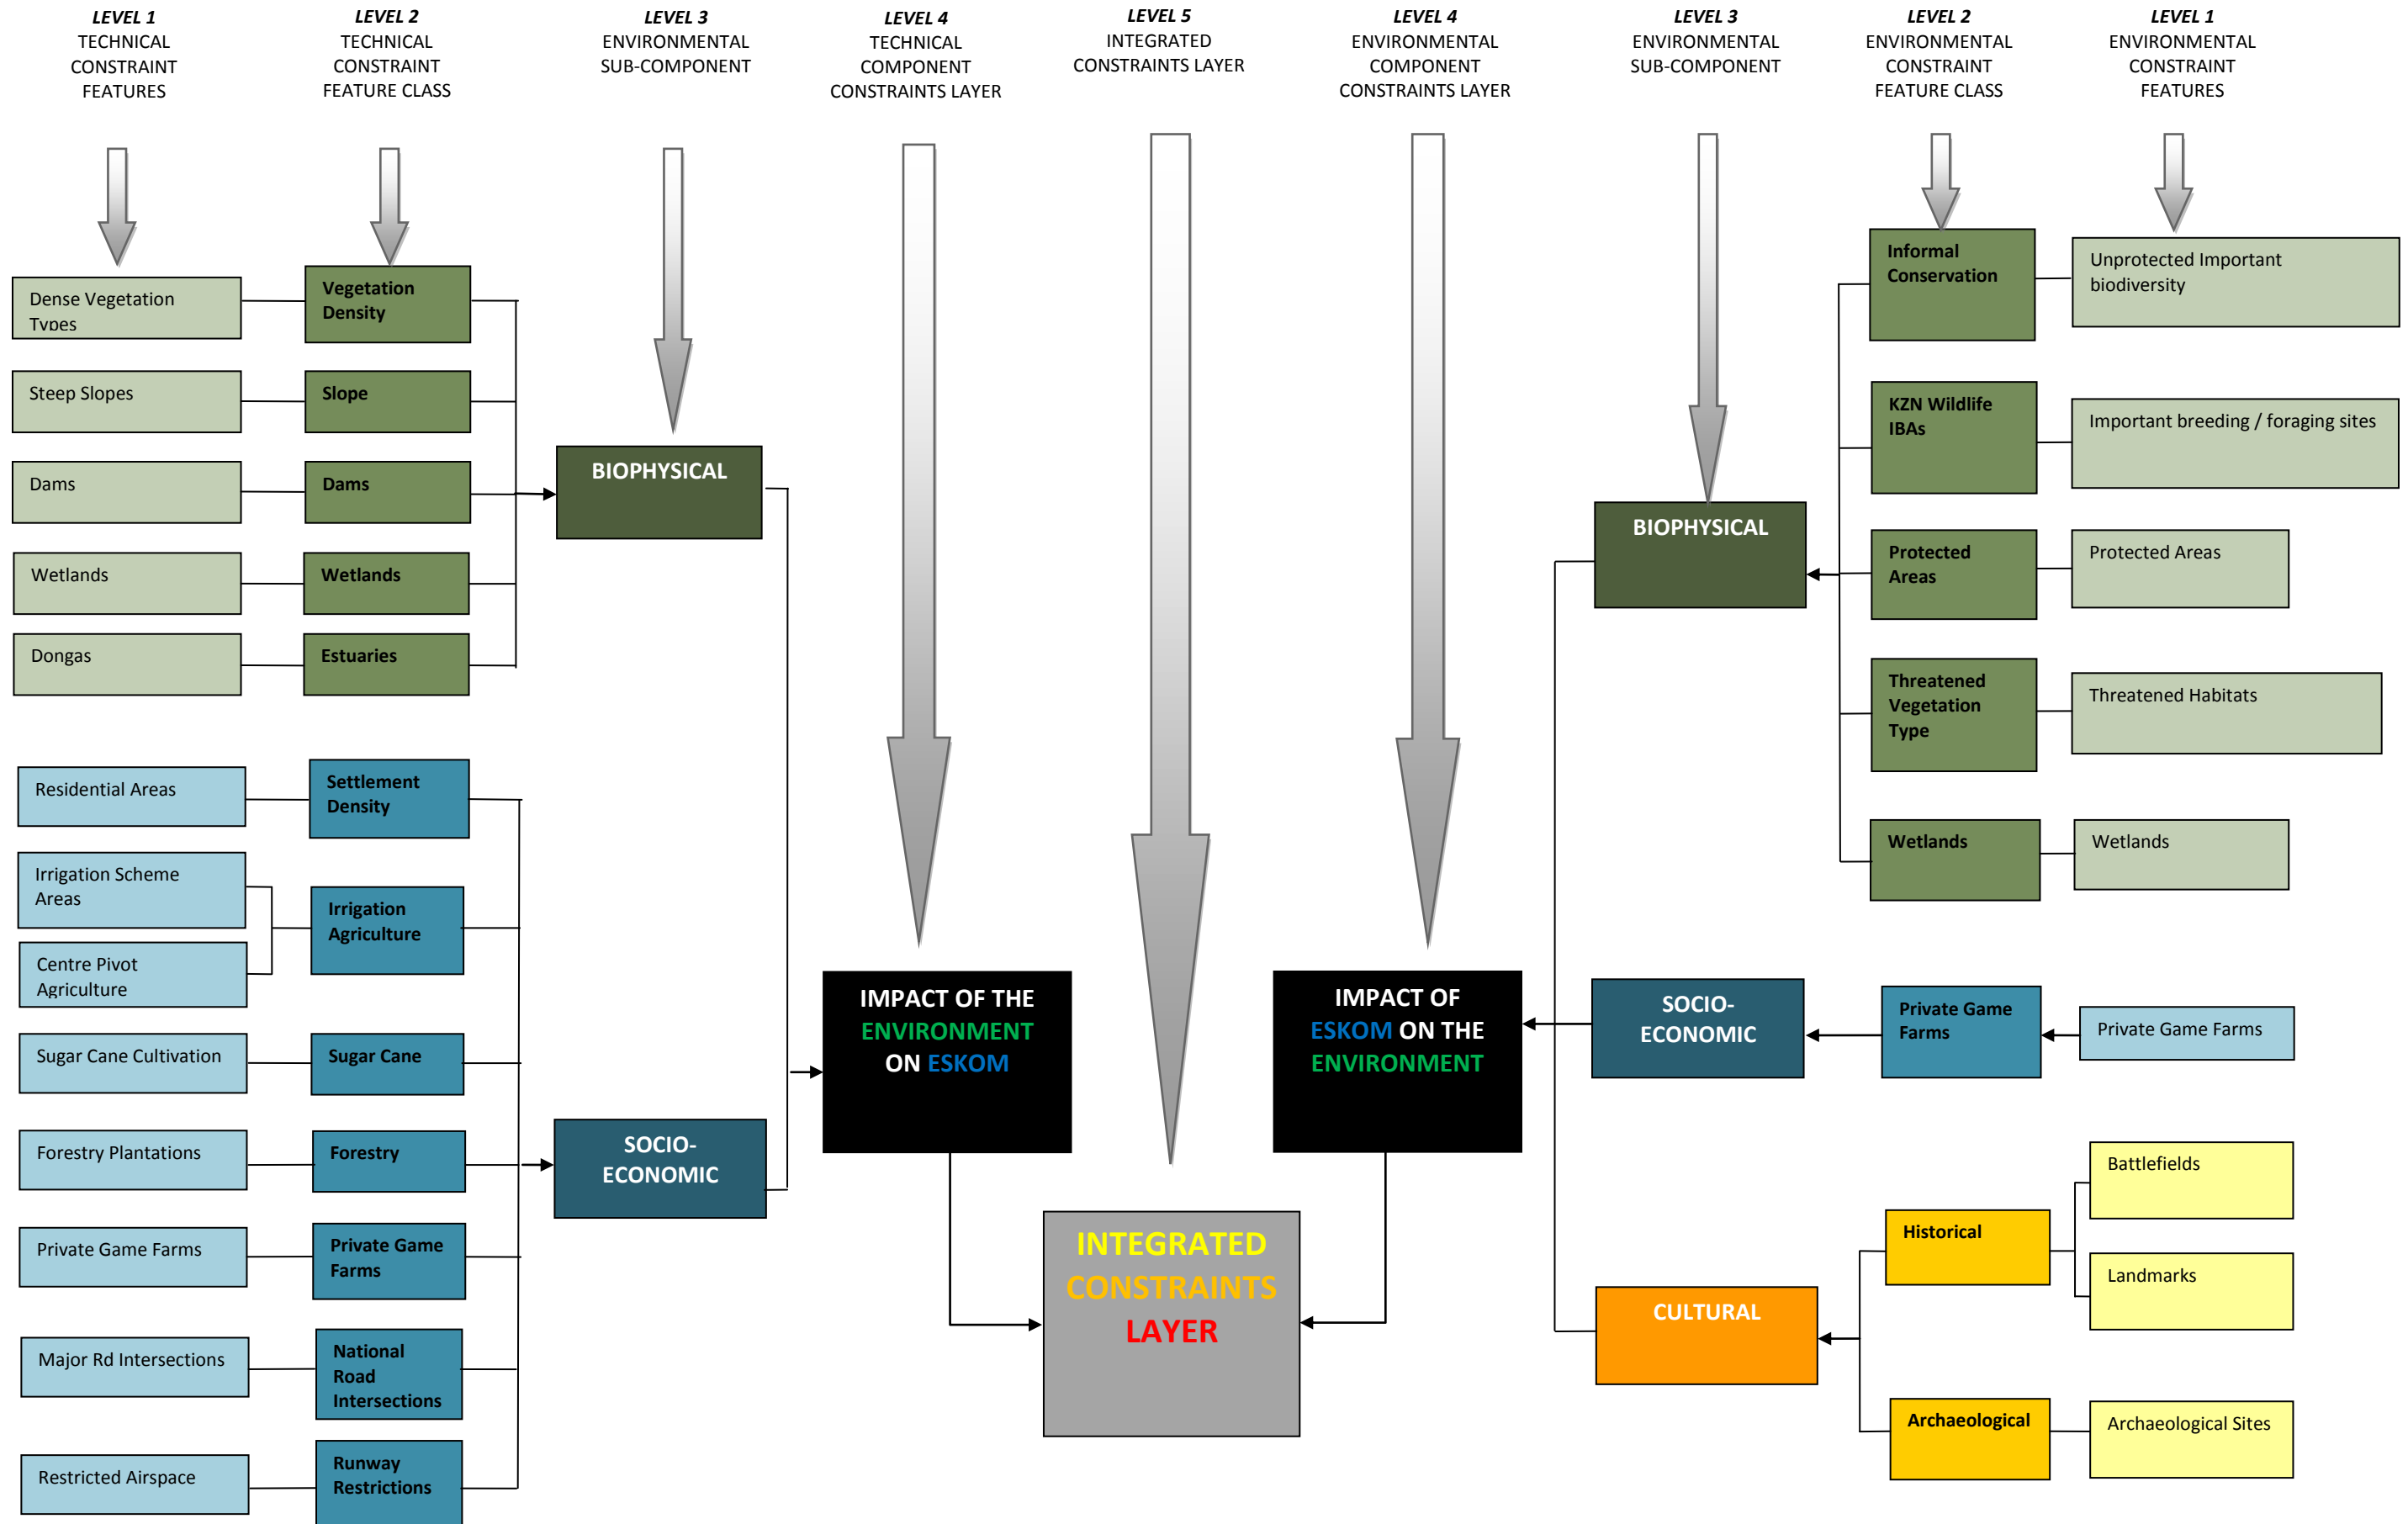 LEVEL 1
TECHNICAL
CONSTRAINT
FEATURES
LEVEL 2
TECHNICAL
CONSTRAINT
FEATURE CLASS
LEVEL 3
ENVIRONMENTAL
SUB-COMPONENT
LEVEL 4
TECHNICAL
COMPONENT
CONSTRAINTS LAYER
LEVEL 5
INTEGRATED
CONSTRAINTS LAYER
LEVEL 4
ENVIRONMENTAL
COMPONENT
CONSTRAINTS LAYER
LEVEL 3
ENVIRONMENTAL
SUB-COMPONENT
LEVEL 2
ENVIRONMENTAL
CONSTRAINT
FEATURE CLASS
LEVEL 1
ENVIRONMENTAL
CONSTRAINT
FEATURES
Dense Vegetation
Types
Steep Slopes
Dams
Wetlands
Dongas
Vegetation
Density
Slope
Dams
Wetlands
Estuaries
BIOPHYSICAL
Residential Areas
Irrigation Scheme
Areas
Centre Pivot
Agriculture
Sugar Cane Cultivation
Forestry Plantations
Private Game Farms
Major Rd Intersections
Restricted Airspace
Settlement
Density
Irrigation
Agriculture
Sugar Cane
Forestry
Private Game
Farms
National
Road
Intersections
Runway
Restrictions
SOCIO-
ECONOMIC
IMPACT OF THE
ENVIRONMENT
ON ESKOM
INTEGRATED
CONSTRAINTS
LAYER
IMPACT OF
ESKOM ON THE
ENVIRONMENT
BIOPHYSICAL
SOCIO-
ECONOMIC
CULTURAL
Informal
Conservation
KZN Wildlife
IBAs
Protected
Areas
Threatened
Vegetation
Type
Wetlands
Private Game
Farms
Historical
Archaeological
Unprotected Important
biodiversity
Important breeding / foraging sites
Protected Areas
Threatened Habitats
Wetlands
Private Game Farms
Battlefields
Landmarks
Archaeological Sites